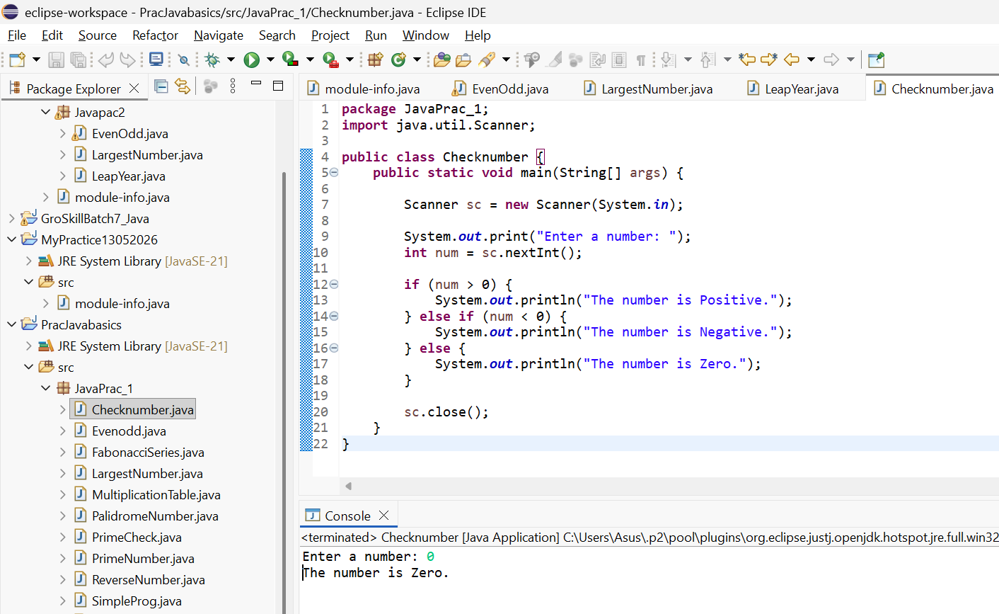 eclipse-workspace - PracJavabasics/src/JavaPrac_1/Checknumber.java - Eclipse IDE
File Edit Source Refactor Navigate Search Project Run Window Help
Package Explorer
Javapac2
EvenOdd.java
LargestNumber.java
LeapYear.java
module-info.java
GroSkillBatch7_Java
MyPractice13052026
JRE System Library [JavaSE-21]
src
module-info.java
PracJavabasics
JRE System Library [JavaSE-21]
src
JavaPrac_1
Checknumber.java
Evenodd.java
FabonacciSeries.java
LargestNumber.java
MultiplicationTable.java
PalidromeNumber.java
PrimeCheck.java
PrimeNumber.java
ReverseNumber.java
SimpleProg.java
module-info.java EvenOdd.java LargestNumber.java LeapYear.java Checknumber.java
1 package JavaPrac_1;
2 import java.util.Scanner;
3
4 public class Checknumber {
5 public static void main(String[] args) {
6
7 Scanner sc = new Scanner(System.in);
8
9 System.out.print("Enter a number: ");
10 int num = sc.nextInt();
11
12 if (num > 0) {
13 System.out.println("The number is Positive.");
14 } else if (num < 0) {
15 System.out.println("The number is Negative.");
16 } else {
17 System.out.println("The number is Zero.");
18 }
19
20 sc.close();
21 }
22 }
Console
<terminated> Checknumber [Java Application] C:\Users\Asus\.p2\pool\plugins\org.eclipse.justj.openjdk.hotspot.jre.full.win32
Enter a number: 0
The number is Zero.